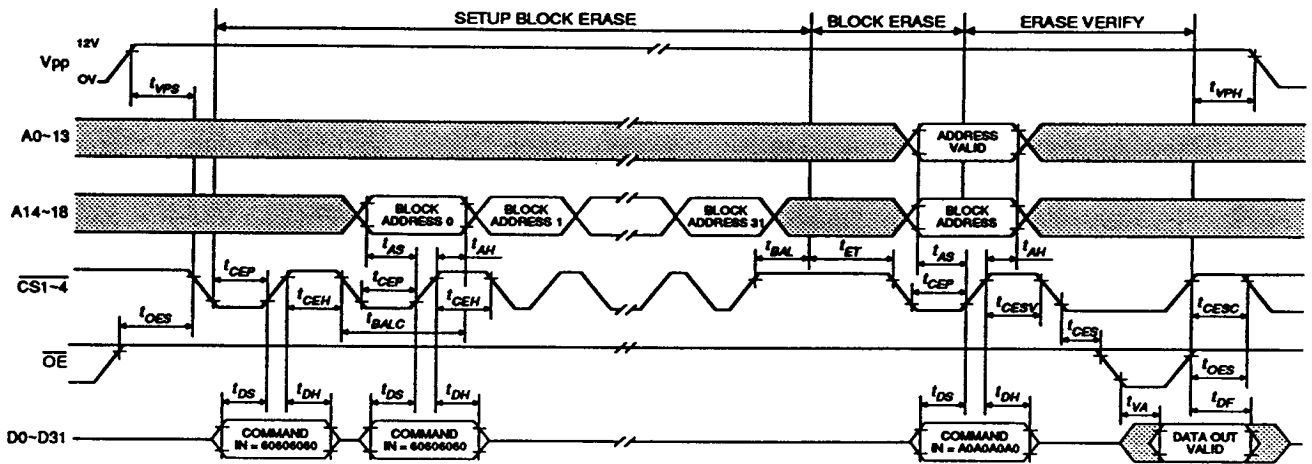 SETUP BLOCK ERASE
BLOCK ERASE
ERASE VERIFY
Vpp
12V
OV
tVPS
tVPH
A0~13
ADDRESS
VALID
A14~18
BLOCK
ADDRESS 0
BLOCK
ADDRESS 1
BLOCK
ADDRESS 31
BLOCK
ADDRESS
tAS
tAH
tBAL
tET
tAS
tAH
CS1~4
tCEP
tCEH
tCEP
tCEH
tBALC
tCEP
tCESV
tCES
tCESC
tOES
OE
tOES
tDS
tDH
tDS
tDH
tDS
tDH
tVA
tDF
D0~D31
COMMAND
IN = 60606060
COMMAND
IN = 60606060
COMMAND
IN = A0A0A0A0
DATA OUT
VALID